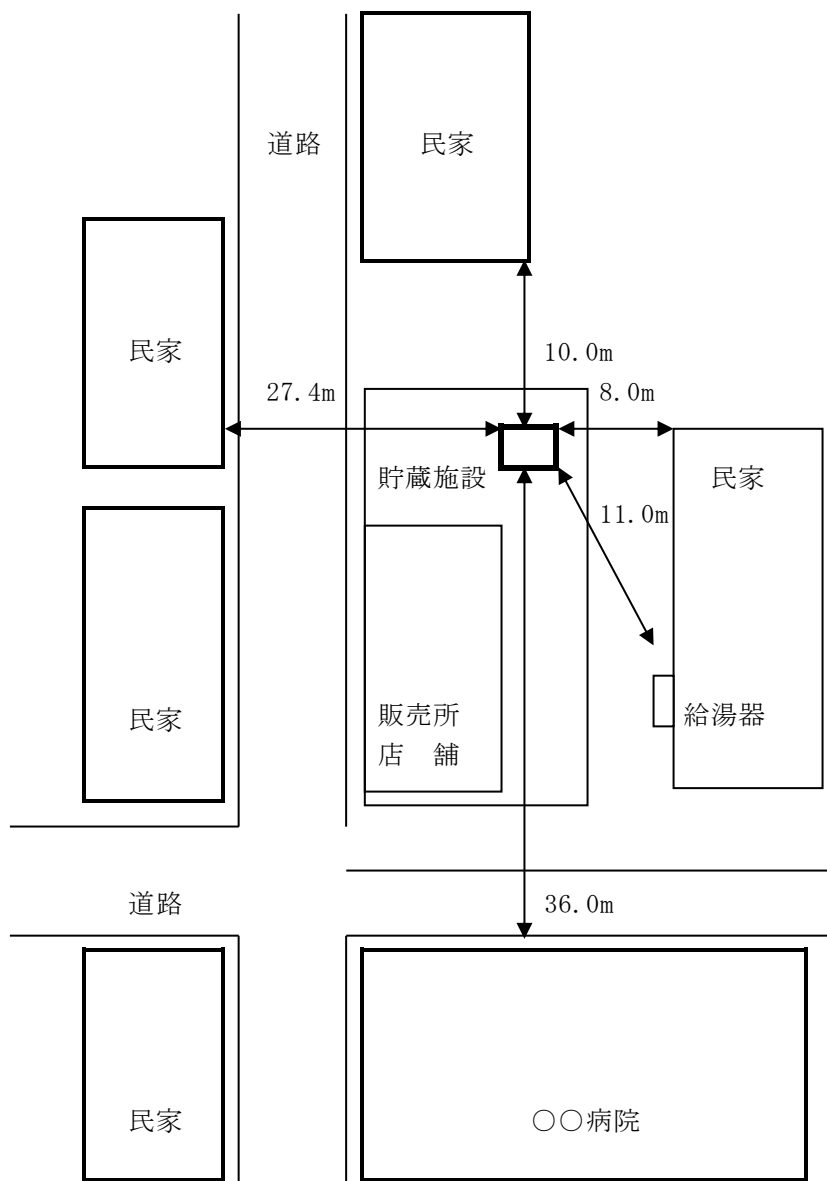 道路
民家
民家
10.0m
27.4m
8.0m
貯蔵施設
民家
11.0m
民家
販売所
店　舗
給湯器
道路
36.0m
民家
○○病院